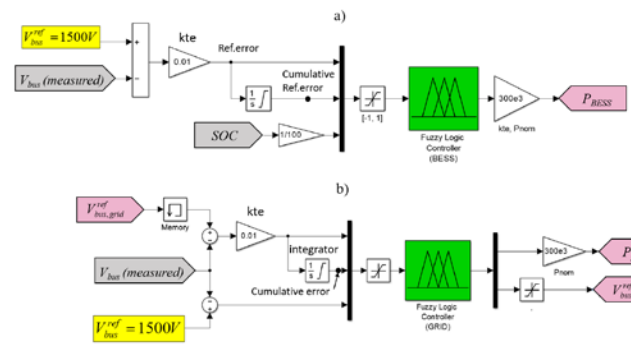 a)
V_bus^ref = 1500V
V_bus (measured)
+
−
kte
0.01
Ref.error
1/s ∫
Cumulative
Ref.error
SOC
1/100
[-1, 1]
Fuzzy Logic
Controller
(BESS)
300e3
kte, Pnom
P_BESS
b)
V_bus,grid^ref
Memory
kte
0.01
V_bus (measured)
integrator
1/s ∫
Cumulative error
V_bus^ref = 1500V
Fuzzy Logic
Controller
(GRID)
300e3
Pnom
P
V_bus^ref